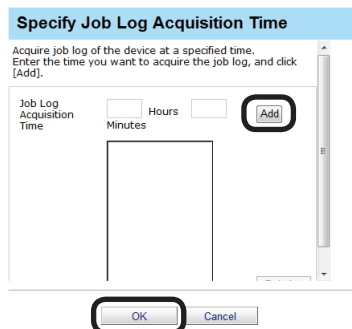 Specify Job Log Acquisition Time
Acquire job log of the device at a specified time.
Enter the time you want to acquire the job log, and click
[Add].
Job Log
Acquisition
Time
Hours
Minutes
Add
OK Cancel